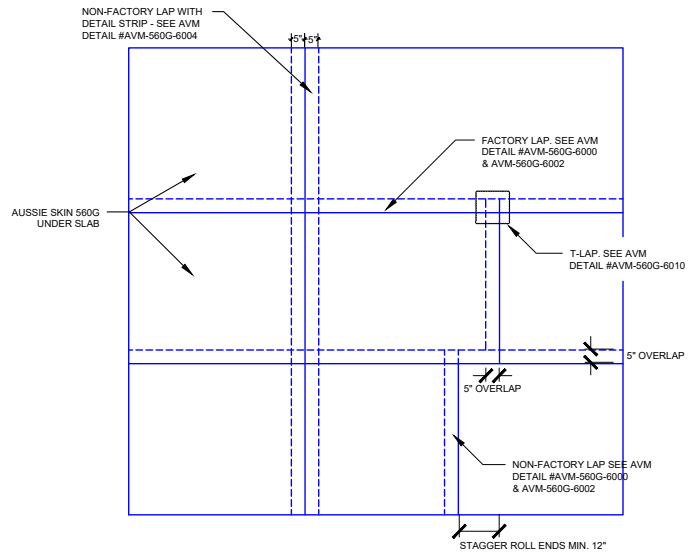 NON-FACTORY LAP WITH
DETAIL STRIP - SEE AVM
DETAIL #AVM-560G-6004
5" 5"
FACTORY LAP. SEE AVM
DETAIL #AVM-560G-6000
& AVM-560G-6002
AUSSIE SKIN 560G
UNDER SLAB
T-LAP. SEE AVM
DETAIL #AVM-560G-6010
5" OVERLAP
5" OVERLAP
NON-FACTORY LAP SEE AVM
DETAIL #AVM-560G-6000
& AVM-560G-6002
STAGGER ROLL ENDS MIN. 12"